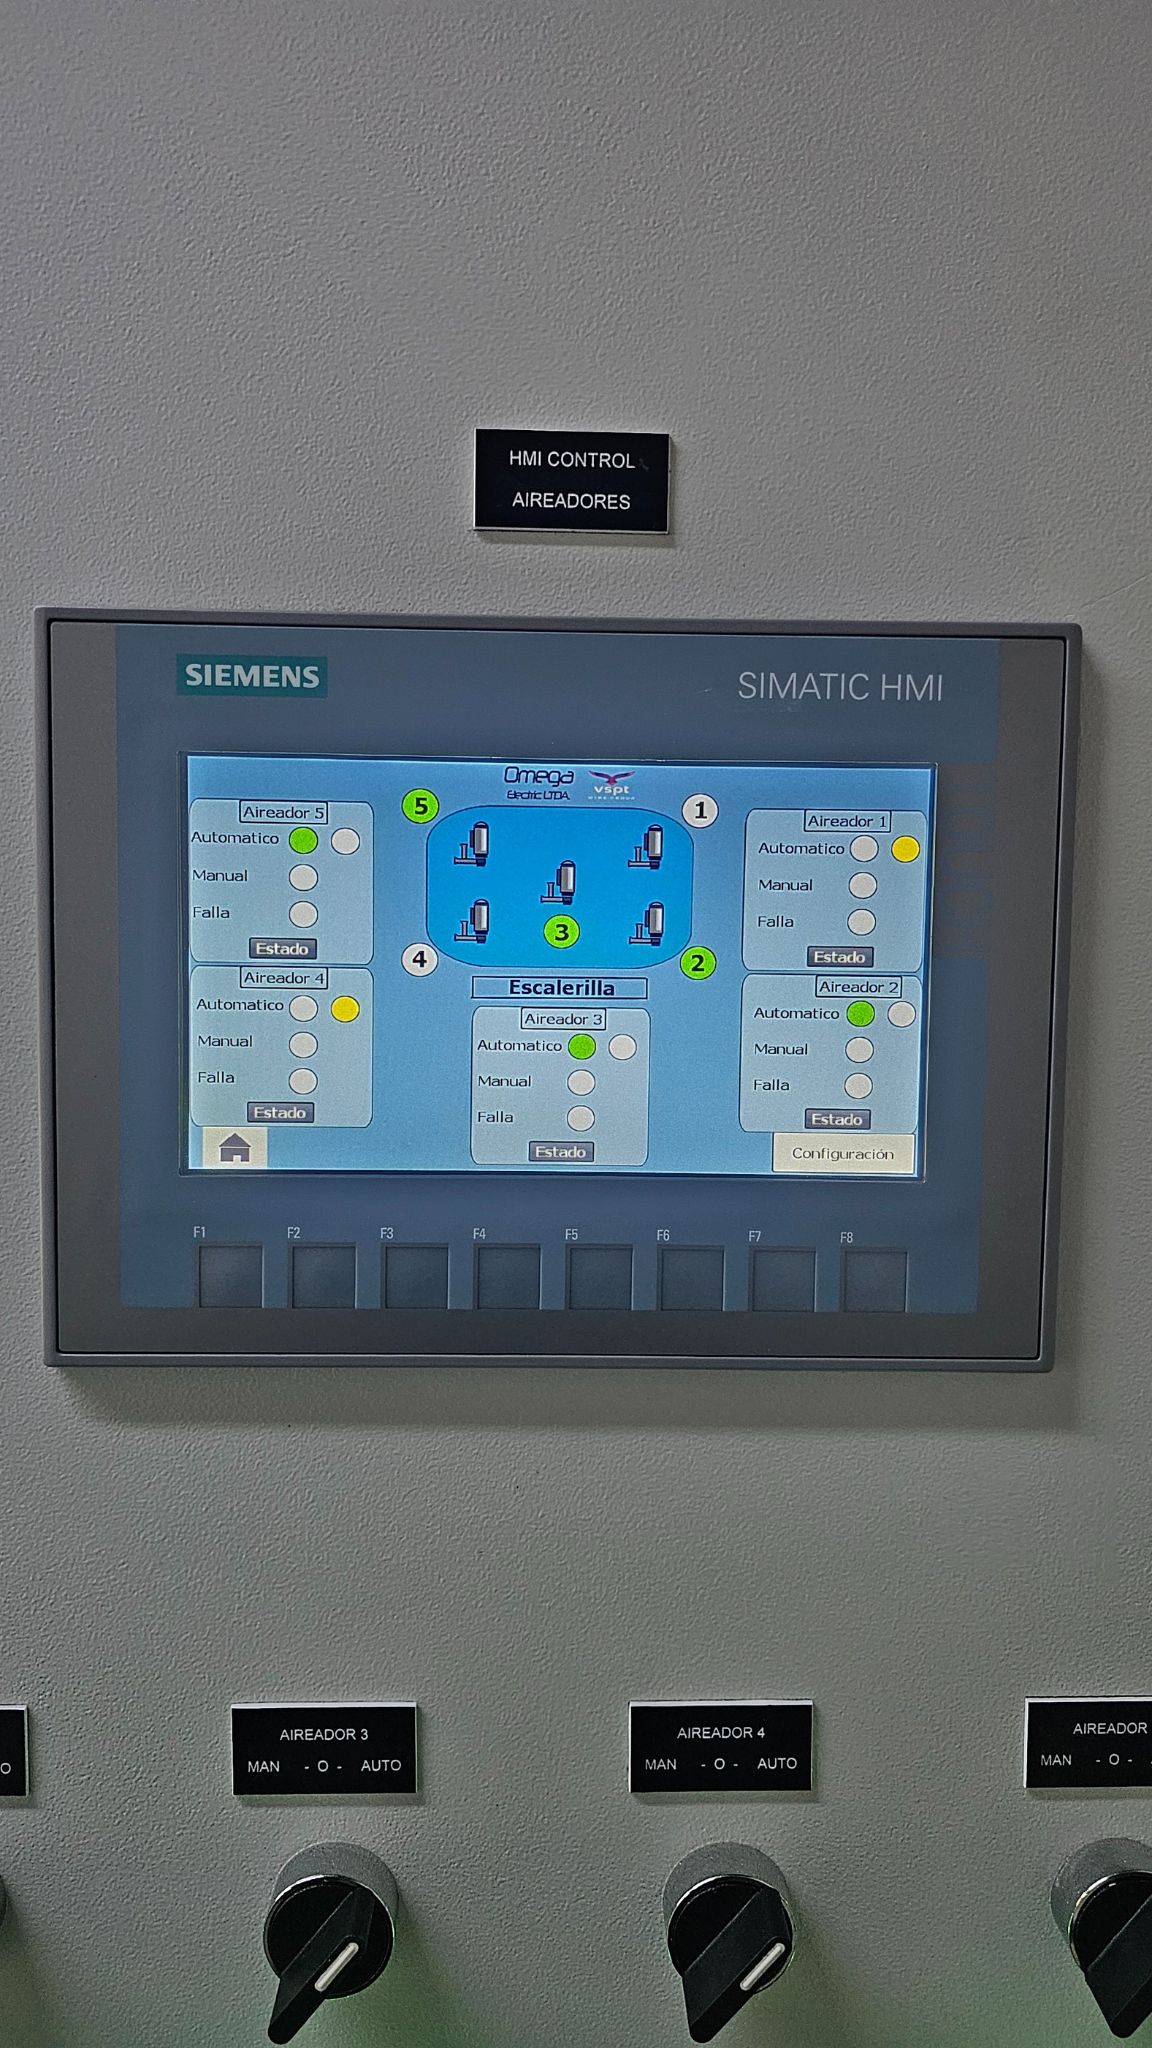 HMI CONTROL
AIREADORES
SIEMENS
SIMATIC HMI
Omega
Electric LTDA.
vspt
5
1
3
4
2
Aireador 5
Automatico
Manual
Falla
Estado
Aireador 1
Automatico
Manual
Falla
Estado
Aireador 4
Automatico
Manual
Falla
Estado
Escalerilla
Aireador 3
Automatico
Manual
Falla
Estado
Aireador 2
Automatico
Manual
Falla
Estado
Configuración
F1 F2 F3 F4 F5 F6 F7 F8
O
AIREADOR 3
MAN - O - AUTO
AIREADOR 4
MAN - O - AUTO
AIREADOR
MAN - O -